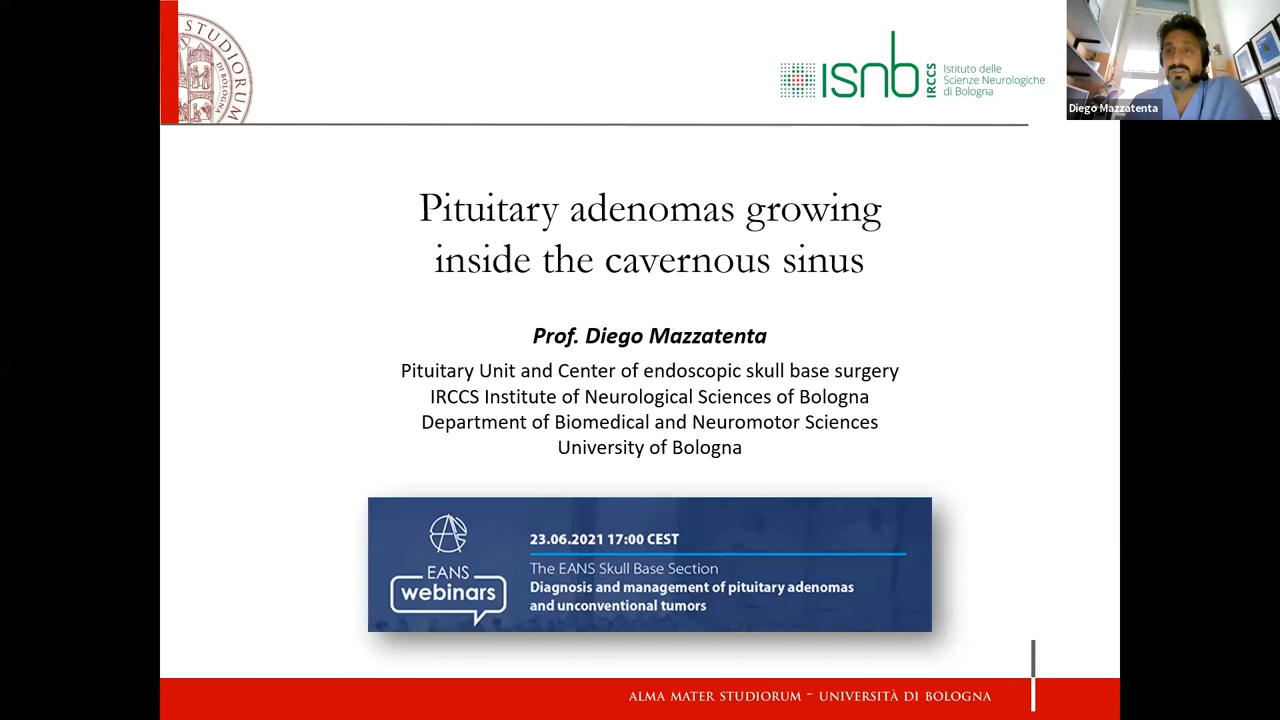 STUDIORUM
DI BOLOGNA
isnb
IRCCS
Istituto delle
Scienze Neurologiche
di Bologna
Diego Mazzatenta
Pituitary adenomas growing
inside the cavernous sinus
Prof. Diego Mazzatenta
Pituitary Unit and Center of endoscopic skull base surgery
IRCCS Institute of Neurological Sciences of Bologna
Department of Biomedical and Neuromotor Sciences
University of Bologna
23.06.2021 17:00 CEST
The EANS Skull Base Section
Diagnosis and management of pituitary adenomas
and unconventional tumors
EANS
webinars
ALMA MATER STUDIORUM – UNIVERSITÀ DI BOLOGNA